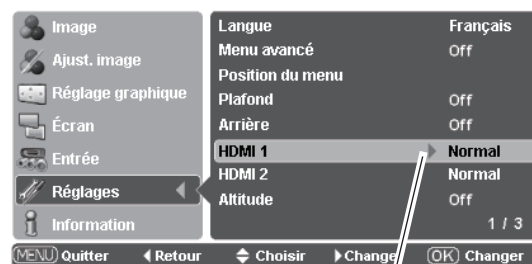 Image
Ajust. image
Réglage graphique
Écran
Entrée
Réglages
Information
Langue Français
Menu avancé Off
Position du menu
Plafond Off
Arrière Off
HDMI 1 Normal
HDMI 2 Normal
Altitude Off
1 / 3
MENU Quitter Retour Choisir Change OK Changer